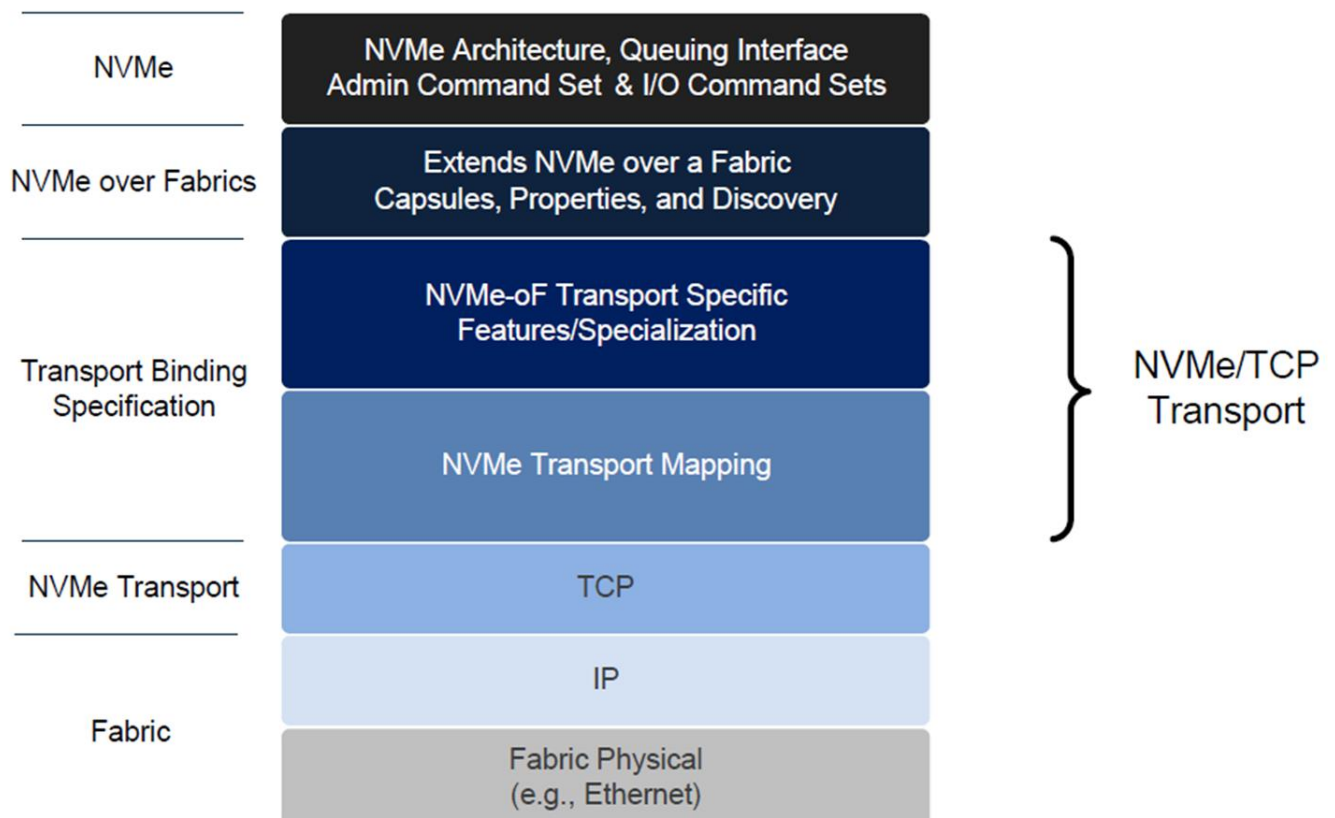 NVMe
NVMe Architecture, Queuing Interface
Admin Command Set & I/O Command Sets
NVMe over Fabrics
Extends NVMe over a Fabric
Capsules, Properties, and Discovery
Transport Binding
Specification
NVMe-oF Transport Specific
Features/Specialization
NVMe Transport Mapping
NVMe/TCP
Transport
NVMe Transport
TCP
Fabric
IP
Fabric Physical
(e.g., Ethernet)